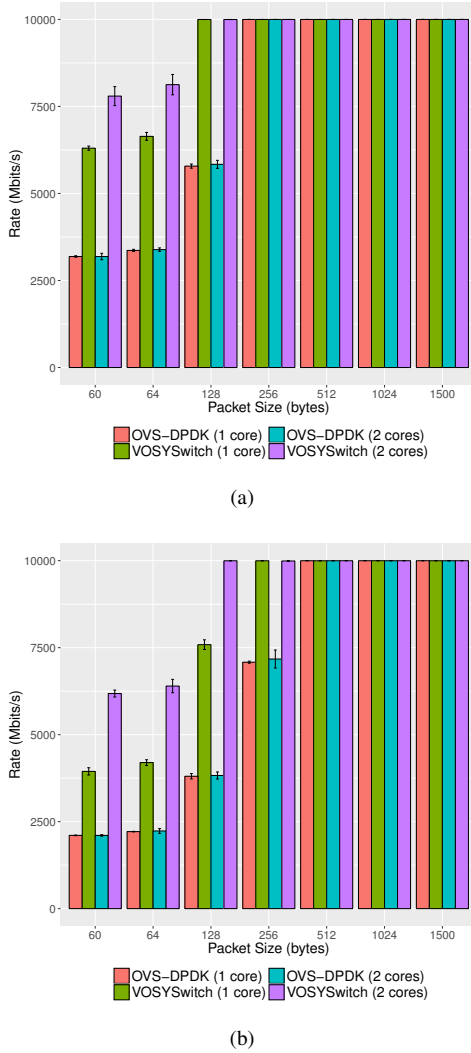 10000
7500
5000
2500
0
Rate (Mbits/s)
60 64 128 256 512 1024 1500
Packet Size (bytes)
OVS−DPDK (1 core) OVS−DPDK (2 cores)
VOSYSwitch (1 core) VOSYSwitch (2 cores)
(a)
10000
7500
5000
2500
0
Rate (Mbits/s)
60 64 128 256 512 1024 1500
Packet Size (bytes)
OVS−DPDK (1 core) OVS−DPDK (2 cores)
VOSYSwitch (1 core) VOSYSwitch (2 cores)
(b)